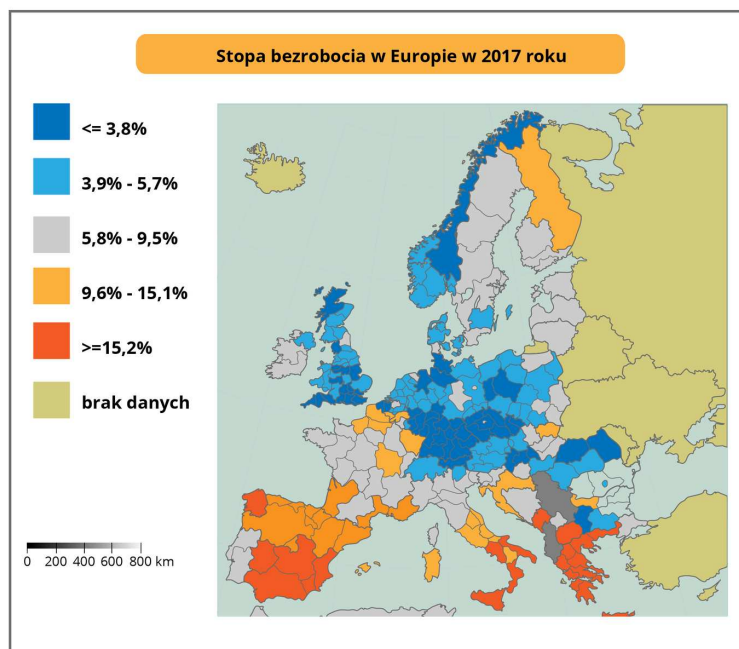 Stopa bezrobocia w Europie w 2017 roku
<= 3,8%
3,9% - 5,7%
5,8% - 9,5%
9,6% - 15,1%
>=15,2%
brak danych
0 200 400 600 800 km